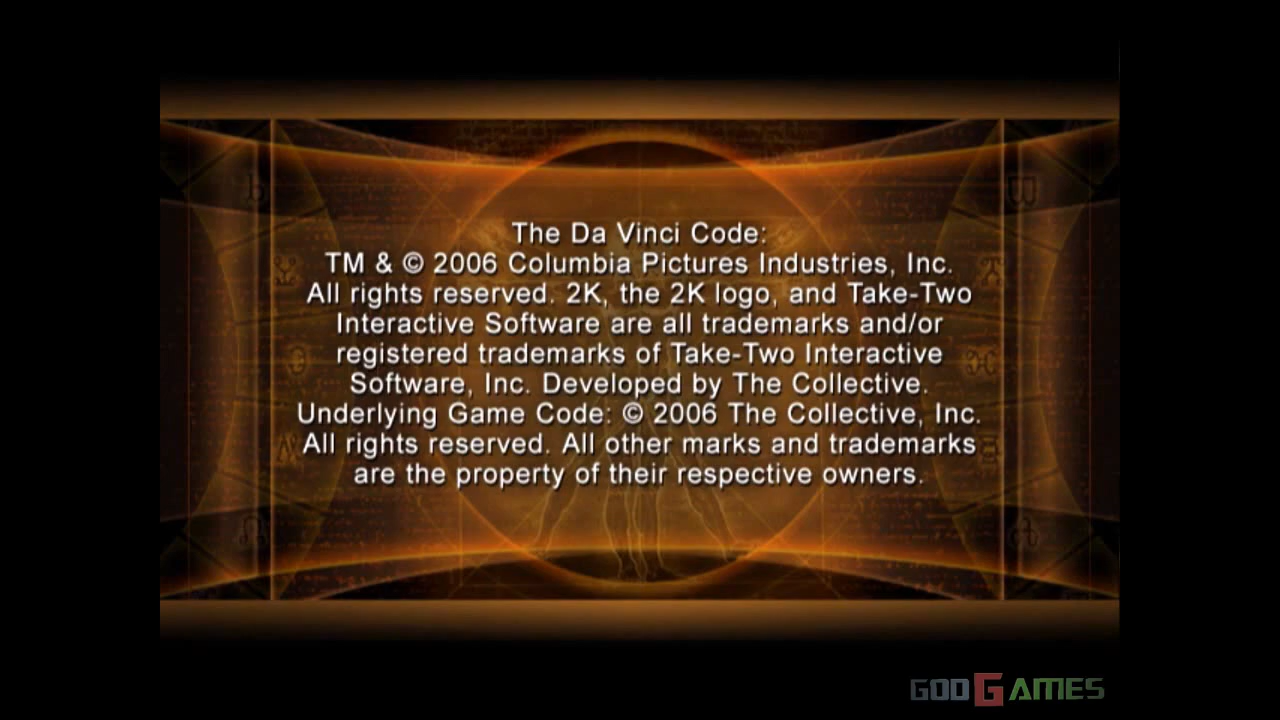 The Da Vinci Code:
TM & © 2006 Columbia Pictures Industries, Inc.
All rights reserved. 2K, the 2K logo, and Take-Two
Interactive Software are all trademarks and/or
registered trademarks of Take-Two Interactive
Software, Inc. Developed by The Collective.
Underlying Game Code: © 2006 The Collective, Inc.
All rights reserved. All other marks and trademarks
are the property of their respective owners.
GODGAMES